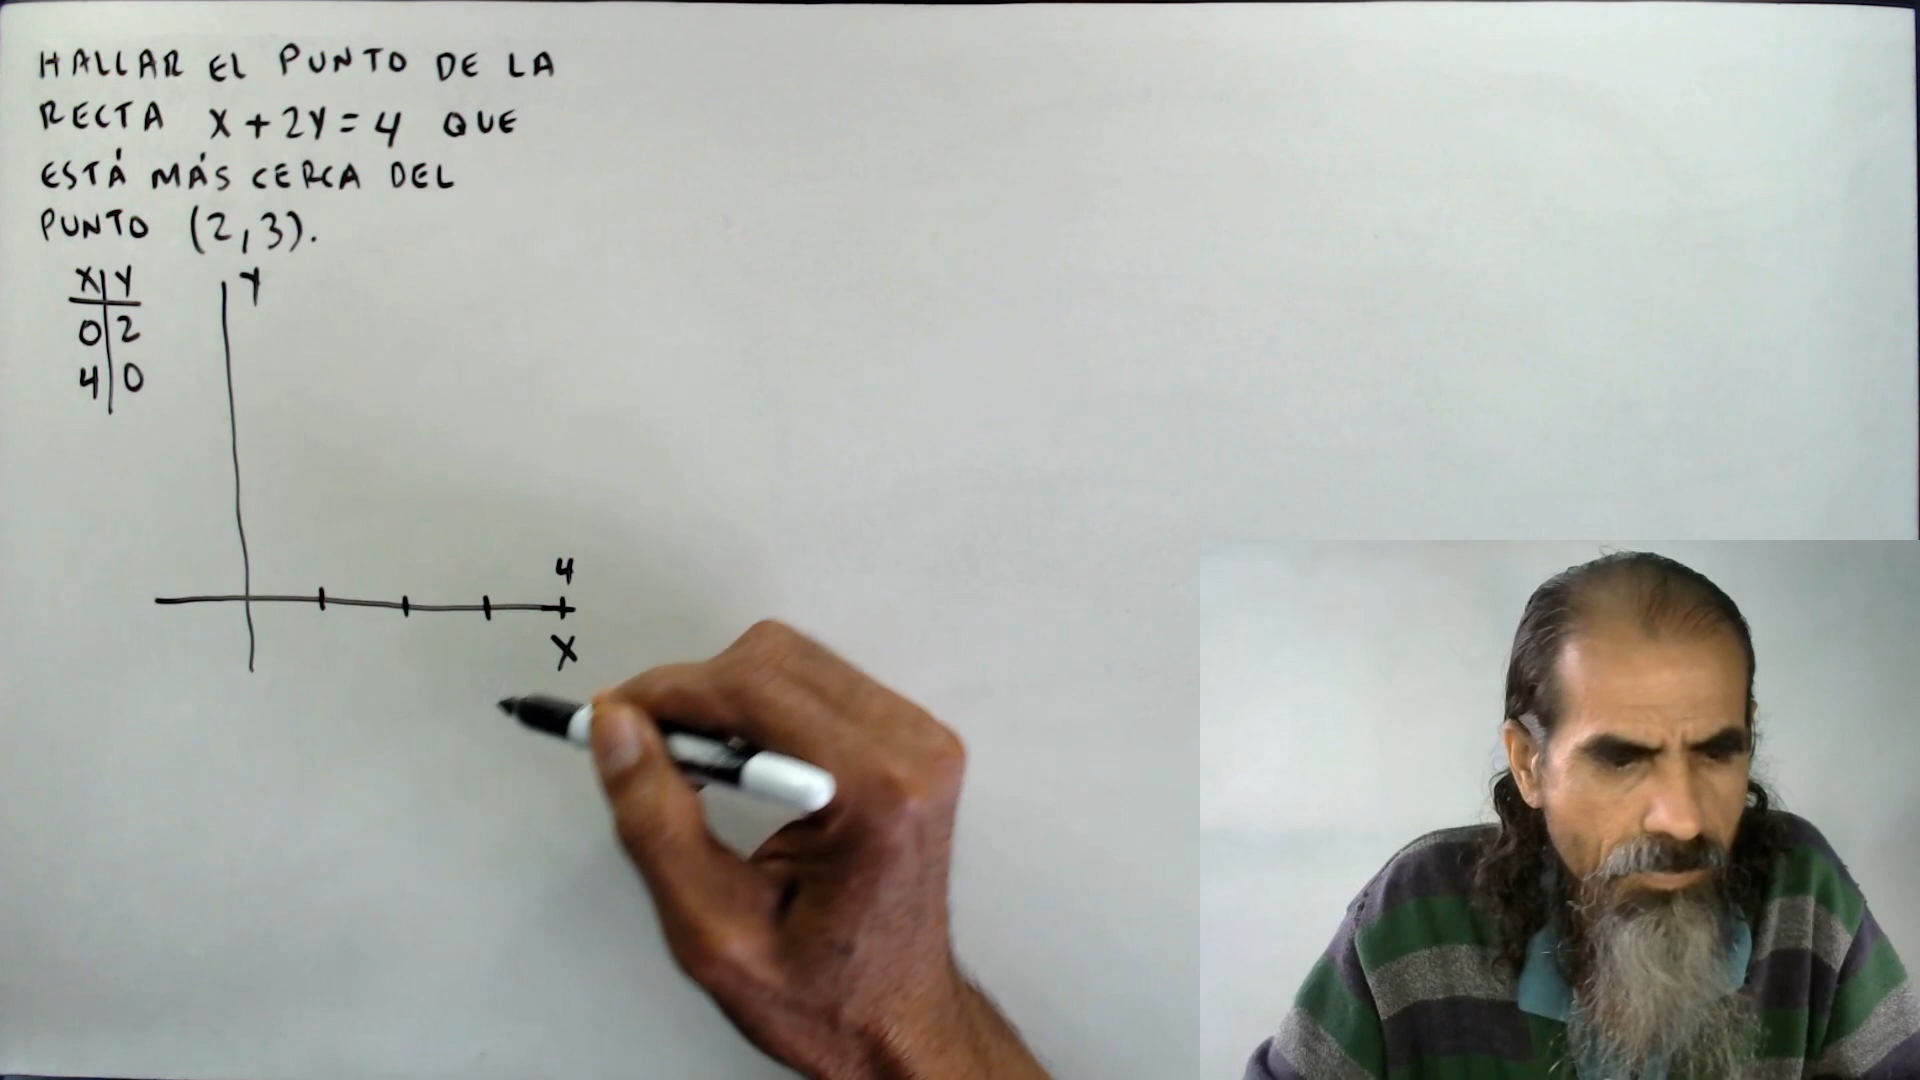 HALLAR EL PUNTO DE LA
RECTA X + 2Y = 4 QUE
ESTÁ MÁS CERCA DEL
PUNTO (2,3).
X Y
0 2
4 0
Y
4
X